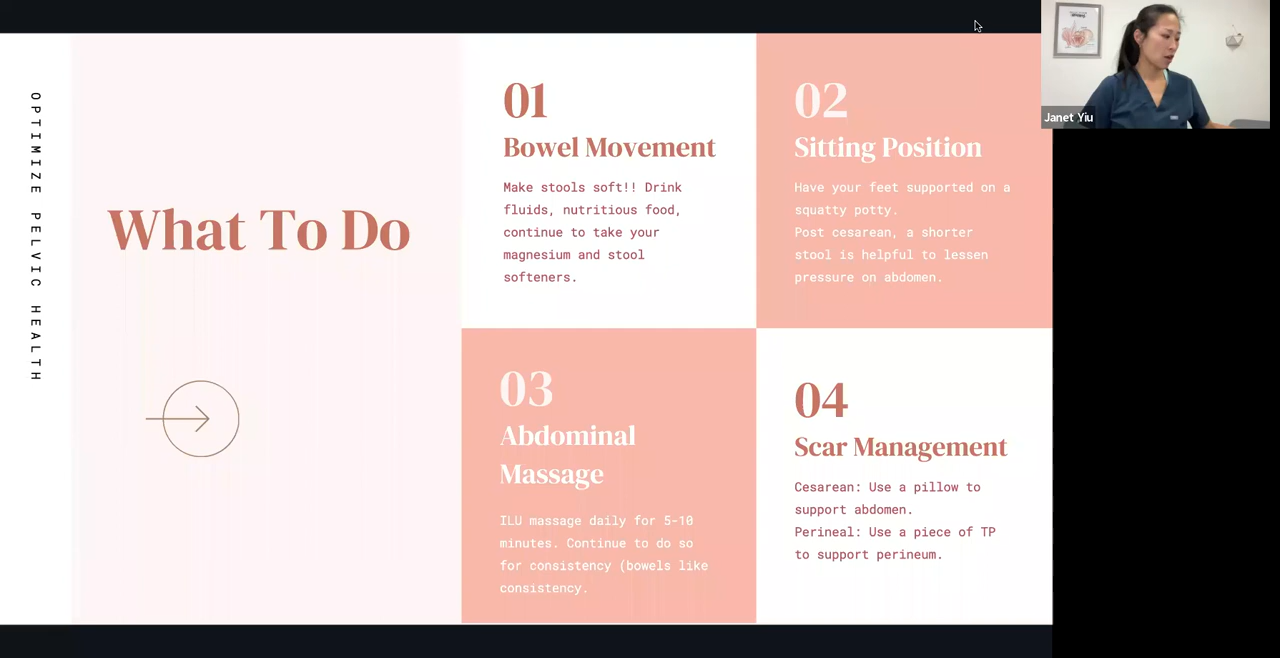 OPTIMIZE PELVIC HEALTH
What To Do
01
Bowel Movement
Make stools soft!! Drink
fluids, nutritious food,
continue to take your
magnesium and stool
softeners.
02
Sitting Position
Have your feet supported on a
squatty potty.
Post cesarean, a shorter
stool is helpful to lessen
pressure on abdomen.
03
Abdominal
Massage
ILU massage daily for 5-10
minutes. Continue to do so
for consistency (bowels like
consistency.
04
Scar Management
Cesarean: Use a pillow to
support abdomen.
Perineal: Use a piece of TP
to support perineum.
Janet Yiu